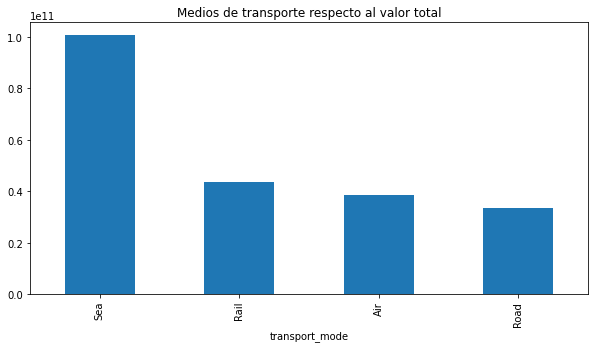 Medios de transporte respecto al valor total
1e11
1.0
0.8
0.6
0.4
0.2
0.0
Sea
Rail
Air
Road
transport_mode